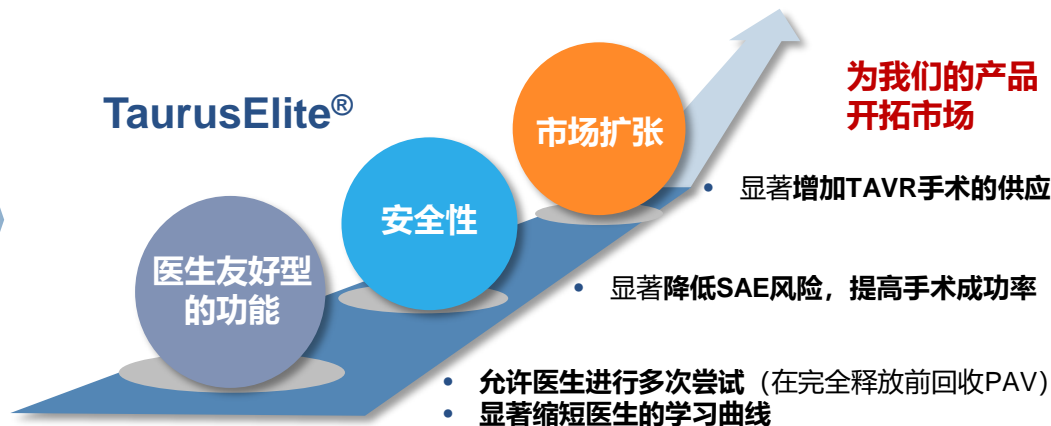 TaurusElite®
为我们的产品
开拓市场
市场扩张
• 显著增加TAVR手术的供应
安全性
医生友好型
的功能
• 显著降低SAE风险，提高手术成功率
• 允许医生进行多次尝试（在完全释放前回收PAV）
• 显著缩短医生的学习曲线